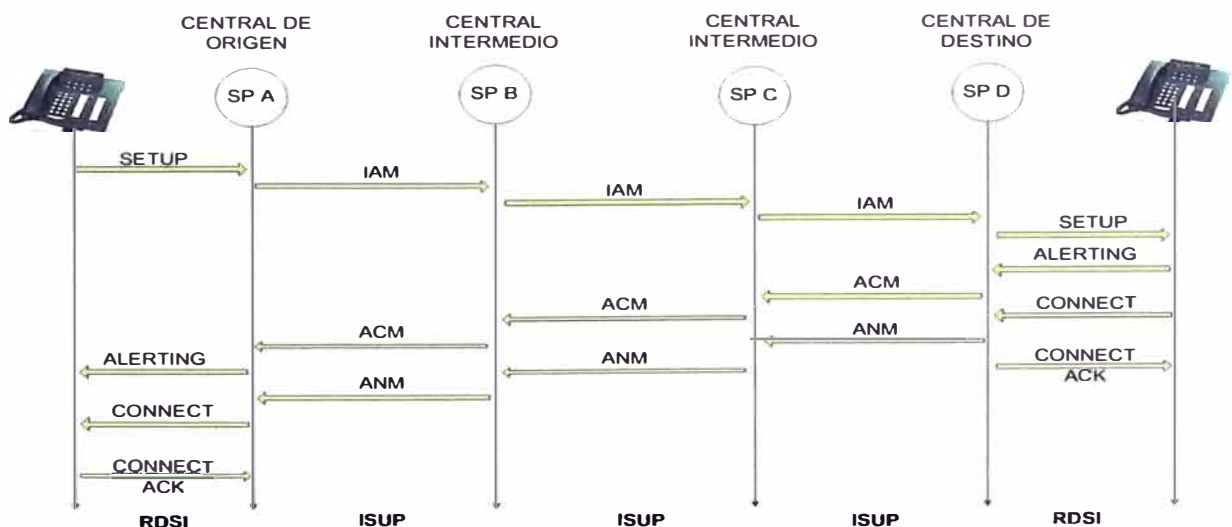 CENTRAL DE
ORIGEN
CENTRAL
INTERMEDIO
CENTRAL
INTERMEDIO
CENTRAL DE
DESTINO
SP A
SP B
SP C
SP D
SETUP
IAM
IAM
IAM
SETUP
ALERTING
ACM
ACM
CONNECT
ACM
ANM
ALERTING
ANM
CONNECT
ACK
ANM
CONNECT
CONNECT
ACK
RDSI
ISUP
ISUP
ISUP
RDSI